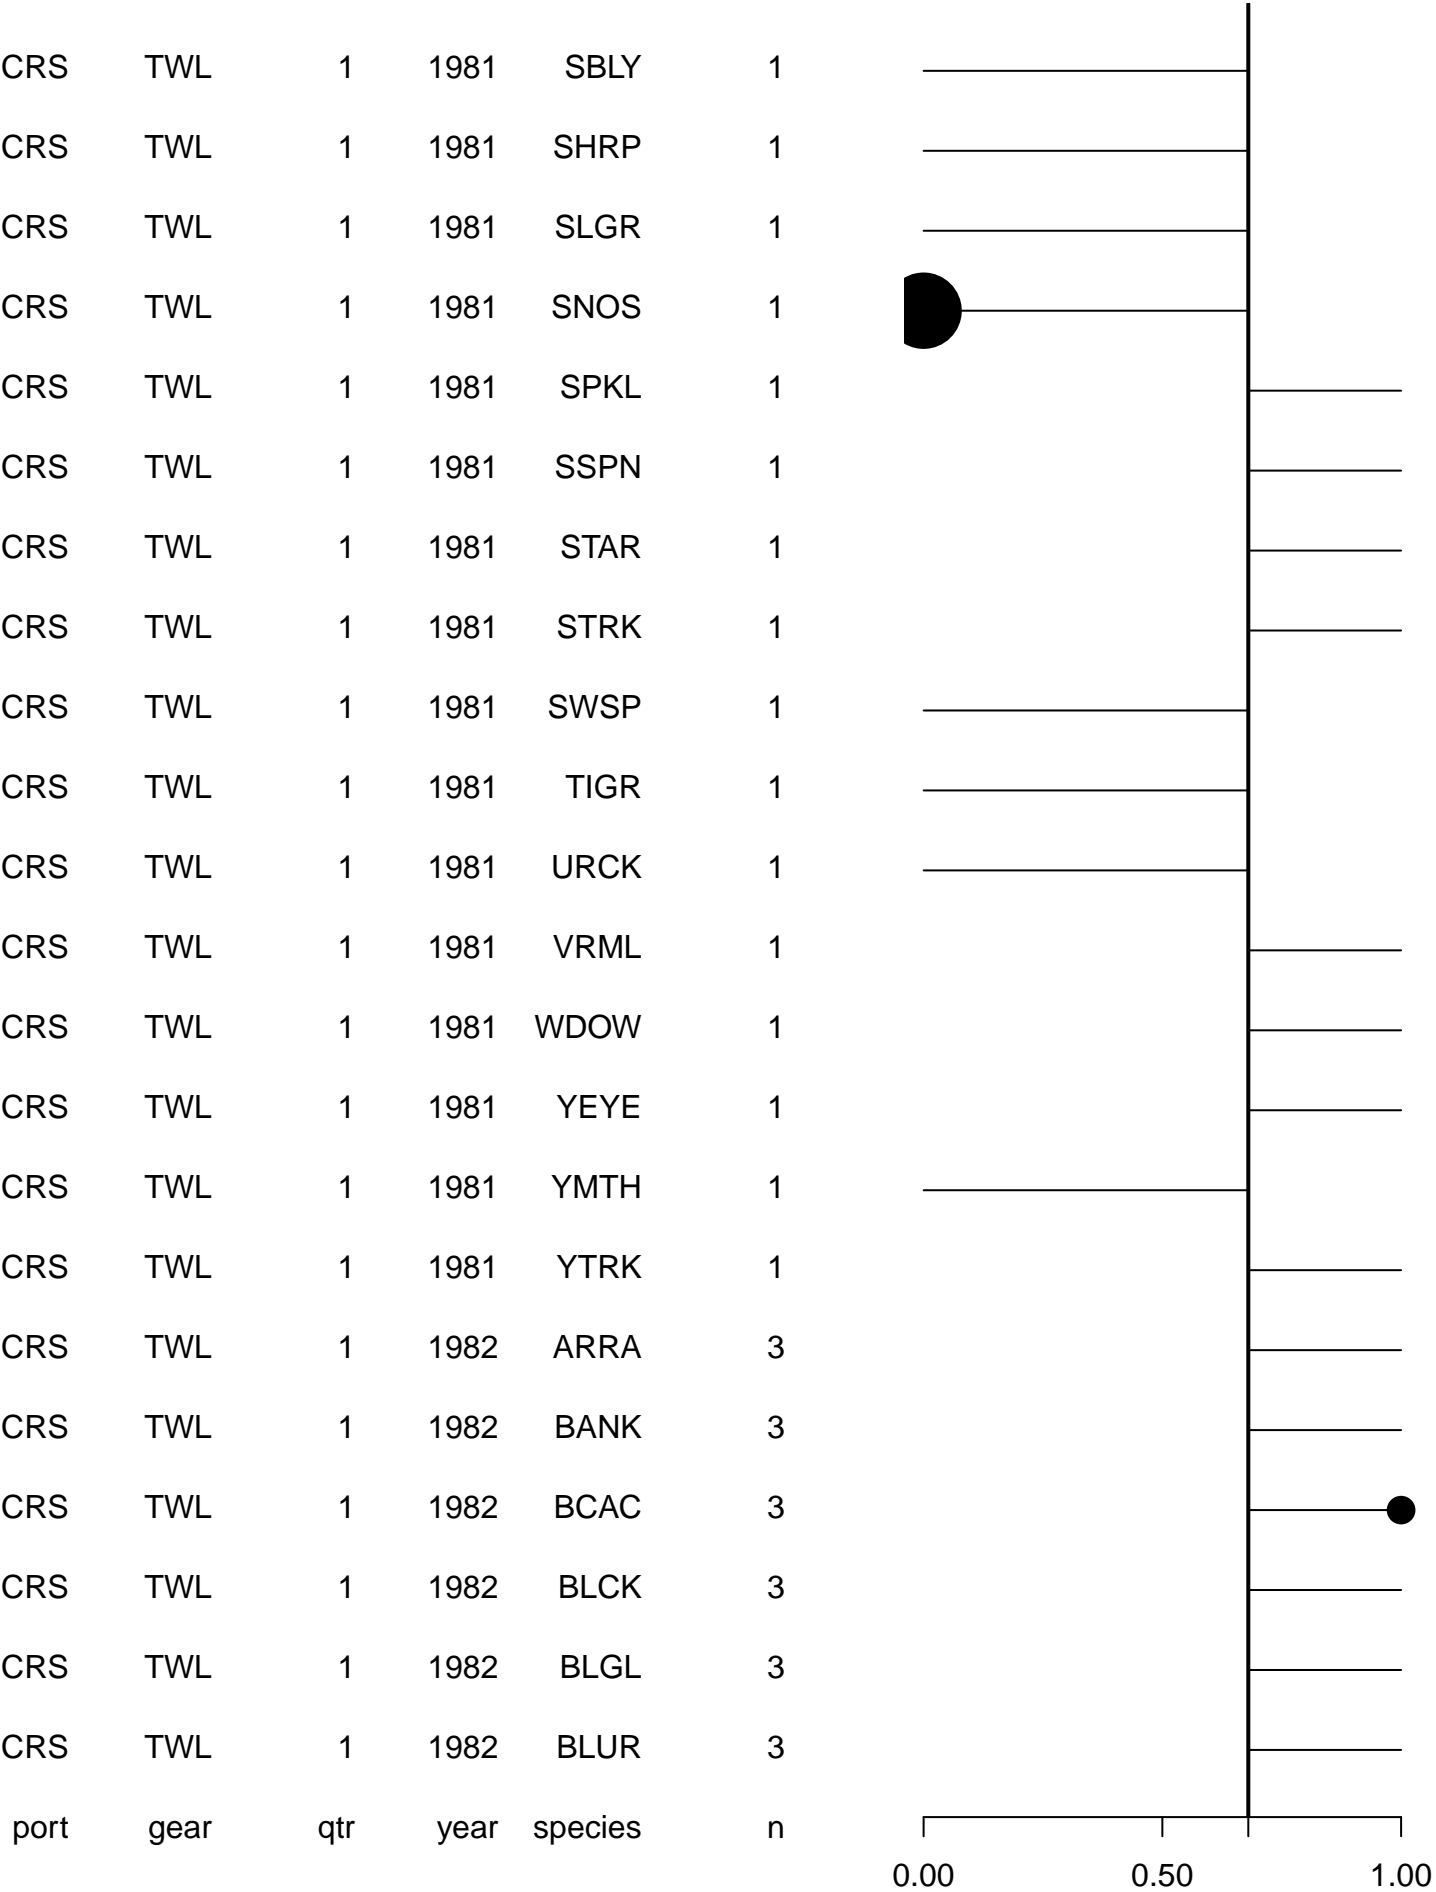 CRS TWL 1 1981 SBLY 1
CRS TWL 1 1981 SHRP 1
CRS TWL 1 1981 SLGR 1
CRS TWL 1 1981 SNOS 1
CRS TWL 1 1981 SPKL 1
CRS TWL 1 1981 SSPN 1
CRS TWL 1 1981 STAR 1
CRS TWL 1 1981 STRK 1
CRS TWL 1 1981 SWSP 1
CRS TWL 1 1981 TIGR 1
CRS TWL 1 1981 URCK 1
CRS TWL 1 1981 VRML 1
CRS TWL 1 1981 WDOW 1
CRS TWL 1 1981 YEYE 1
CRS TWL 1 1981 YMTH 1
CRS TWL 1 1981 YTRK 1
CRS TWL 1 1982 ARRA 3
CRS TWL 1 1982 BANK 3
CRS TWL 1 1982 BCAC 3
CRS TWL 1 1982 BLCK 3
CRS TWL 1 1982 BLGL 3
CRS TWL 1 1982 BLUR 3
port gear qtr year species n
0.00 0.50 1.00